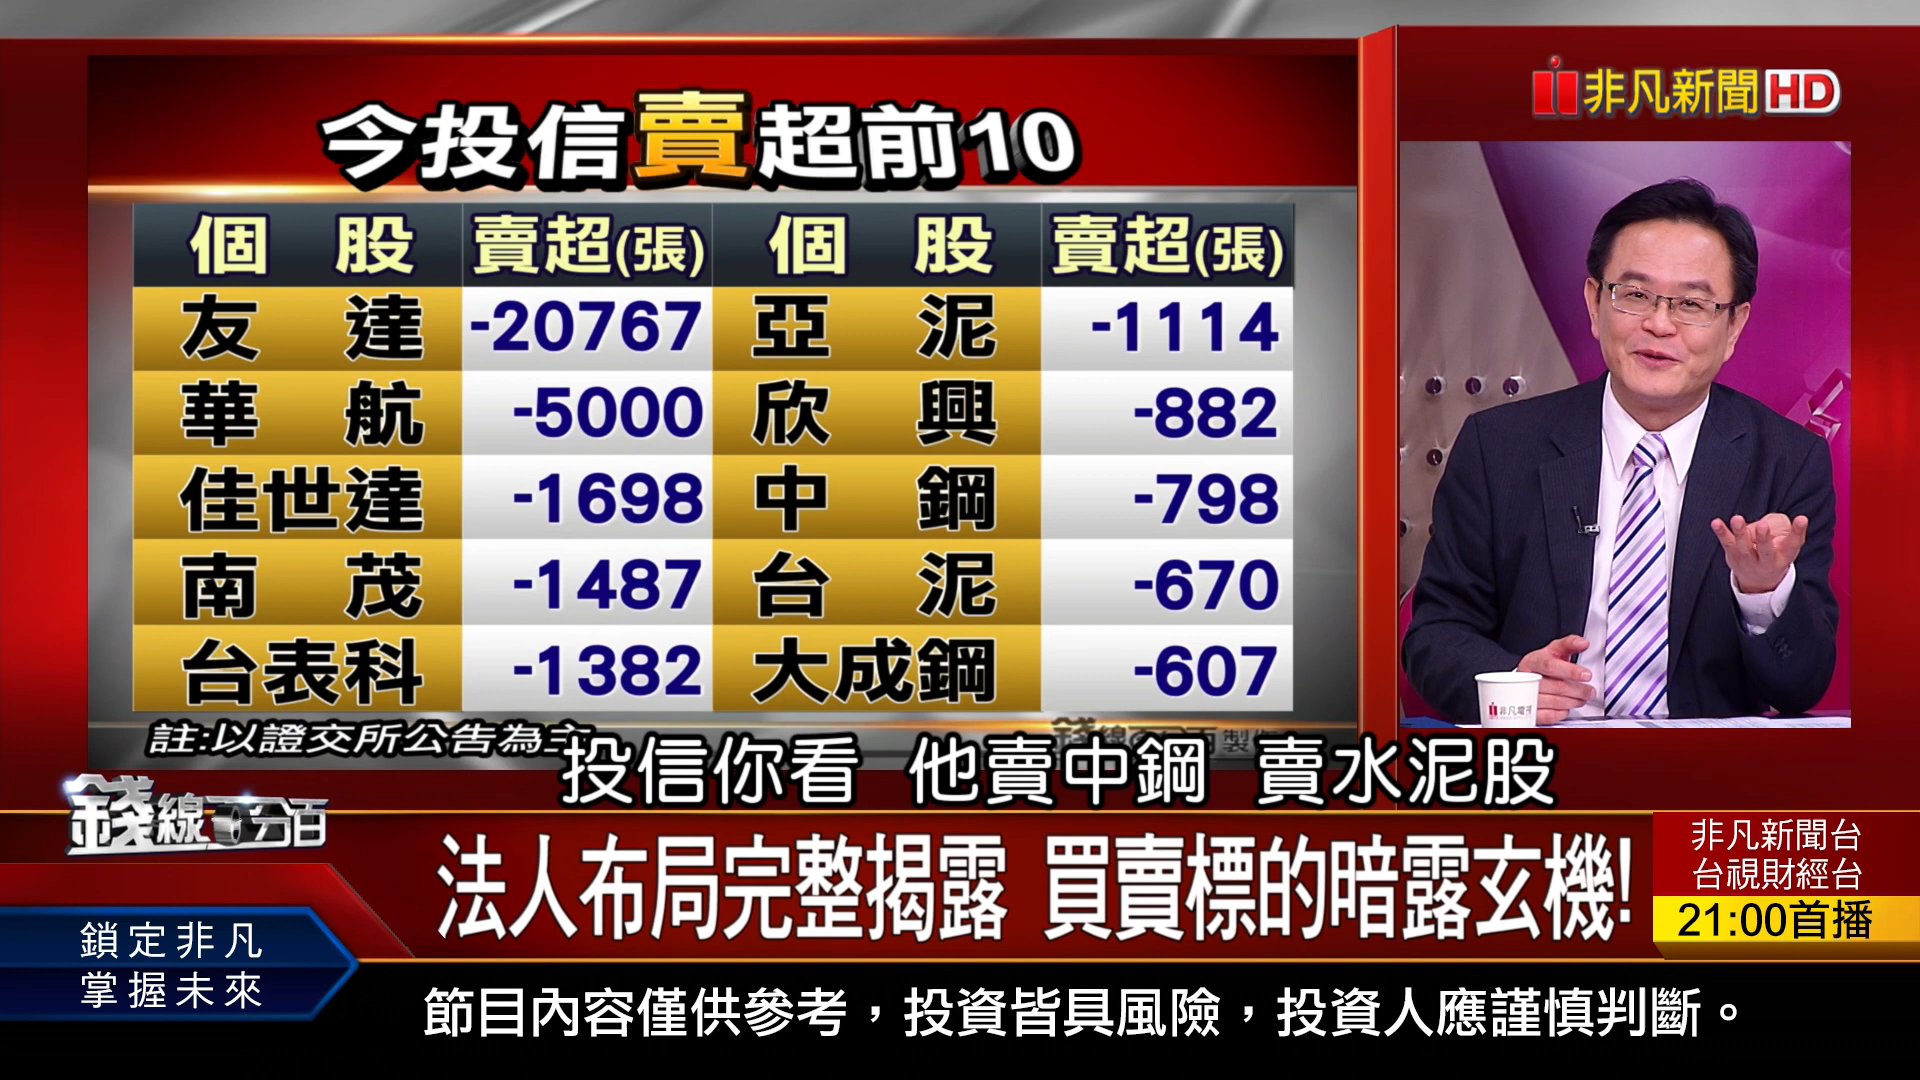 非凡新聞HD
今投信賣超前10
個股 賣超(張) 個股 賣超(張)
友達 -20767 亞泥 -1114
華航 -5000 欣興 -882
佳世達 -1698 中鋼 -798
南茂 -1487 台泥 -670
台表科 -1382 大成鋼 -607
註:以證交所公告為主
非凡電視
投信你看 他賣中鋼 賣水泥股
錢線百分百
法人布局完整揭露 買賣標的暗露玄機!
非凡新聞台
台視財經台
21:00首播
鎖定非凡
掌握未來
節目內容僅供參考，投資皆具風險，投資人應謹慎判斷。